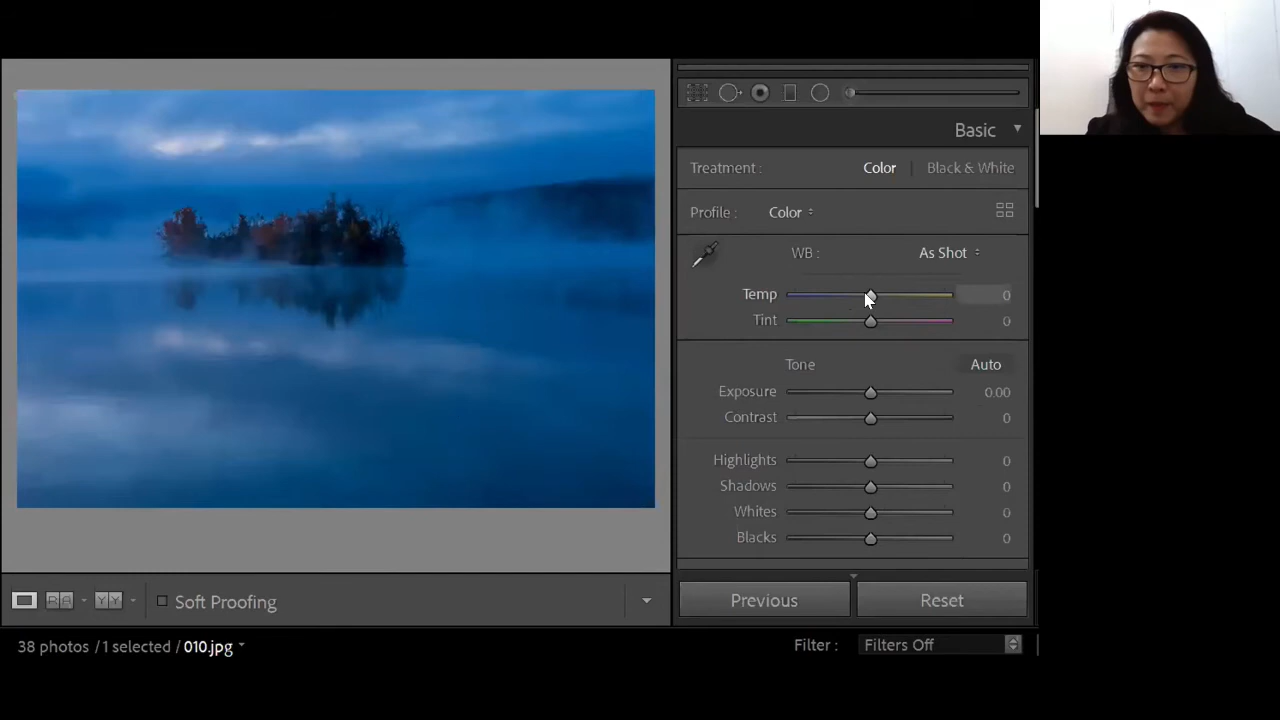 Basic
Treatment : Color Black & White
Profile : Color
WB : As Shot
Temp 0
Tint 0
Tone Auto
Exposure 0.00
Contrast 0
Highlights 0
Shadows 0
Whites 0
Blacks 0
R A Y Y Soft Proofing
Previous Reset
38 photos / 1 selected / 010.jpg Filter : Filters Off